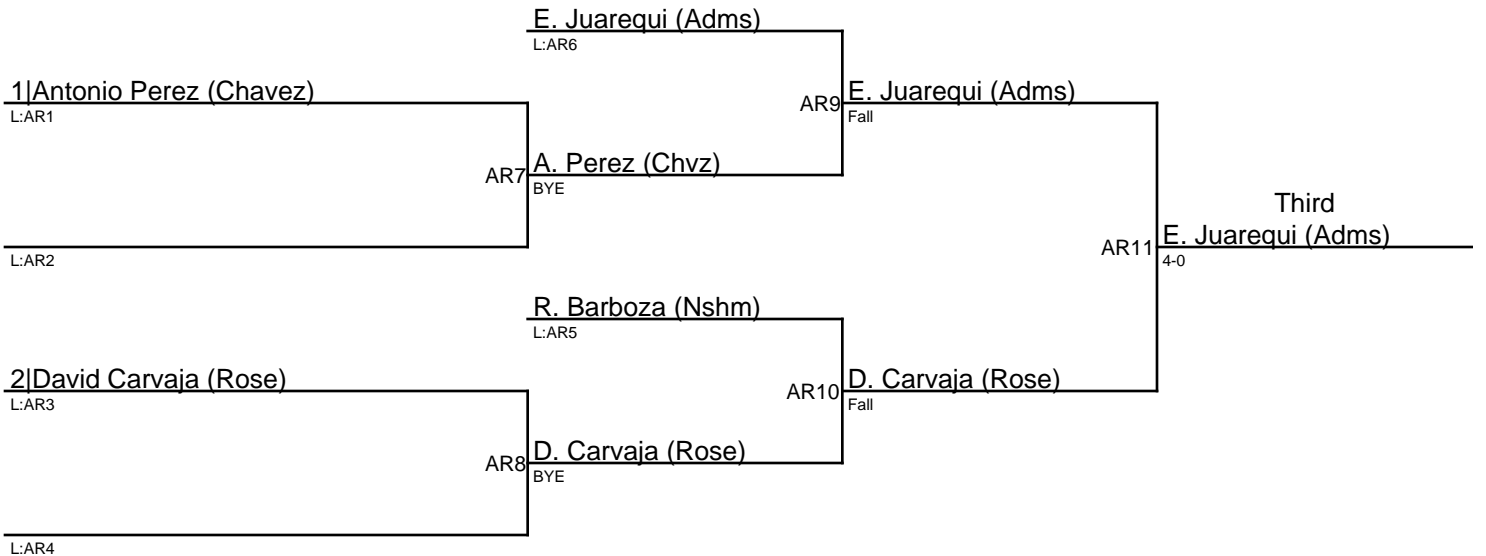 E. Juarequi (Adms)
L:AR6
1|Antonio Perez (Chavez)
L:AR1
AR9
E. Juarequi (Adms)
Fall
AR7
A. Perez (Chvz)
BYE
Third
L:AR2
AR11
E. Juarequi (Adms)
4-0
R. Barboza (Nshm)
L:AR5
2|David Carvaja (Rose)
L:AR3
AR10
D. Carvaja (Rose)
Fall
AR8
D. Carvaja (Rose)
BYE
L:AR4